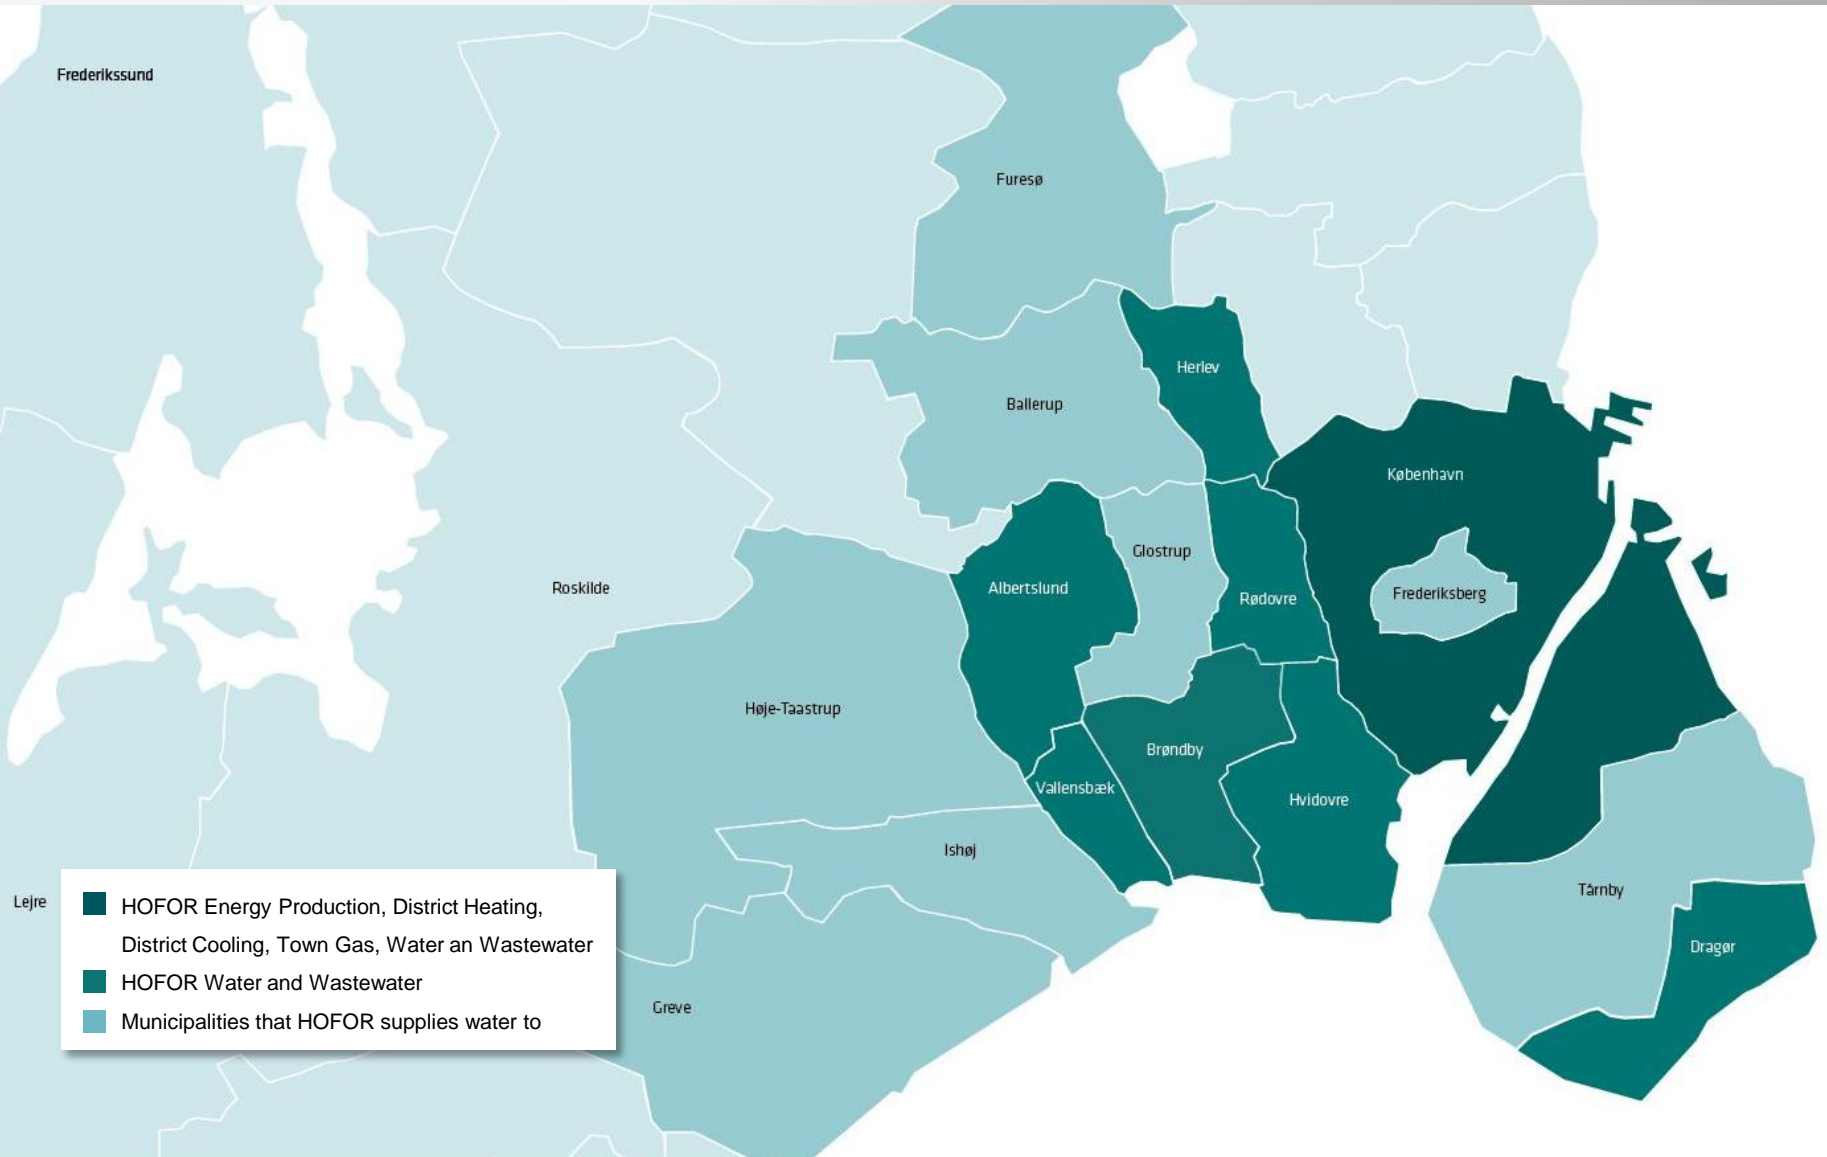 Frederikssund
Furesø
Herlev
Ballerup
København
Glostrup
Albertslund
Roskilde
Rødovre
Frederiksberg
Høje-Taastrup
Brøndby
Vallensbæk
Hvidovre
Ishøj
Tårnby
Lejre
Dragør
Greve
HOFOR Energy Production, District Heating,
District Cooling, Town Gas, Water an Wastewater
HOFOR Water and Wastewater
Municipalities that HOFOR supplies water to